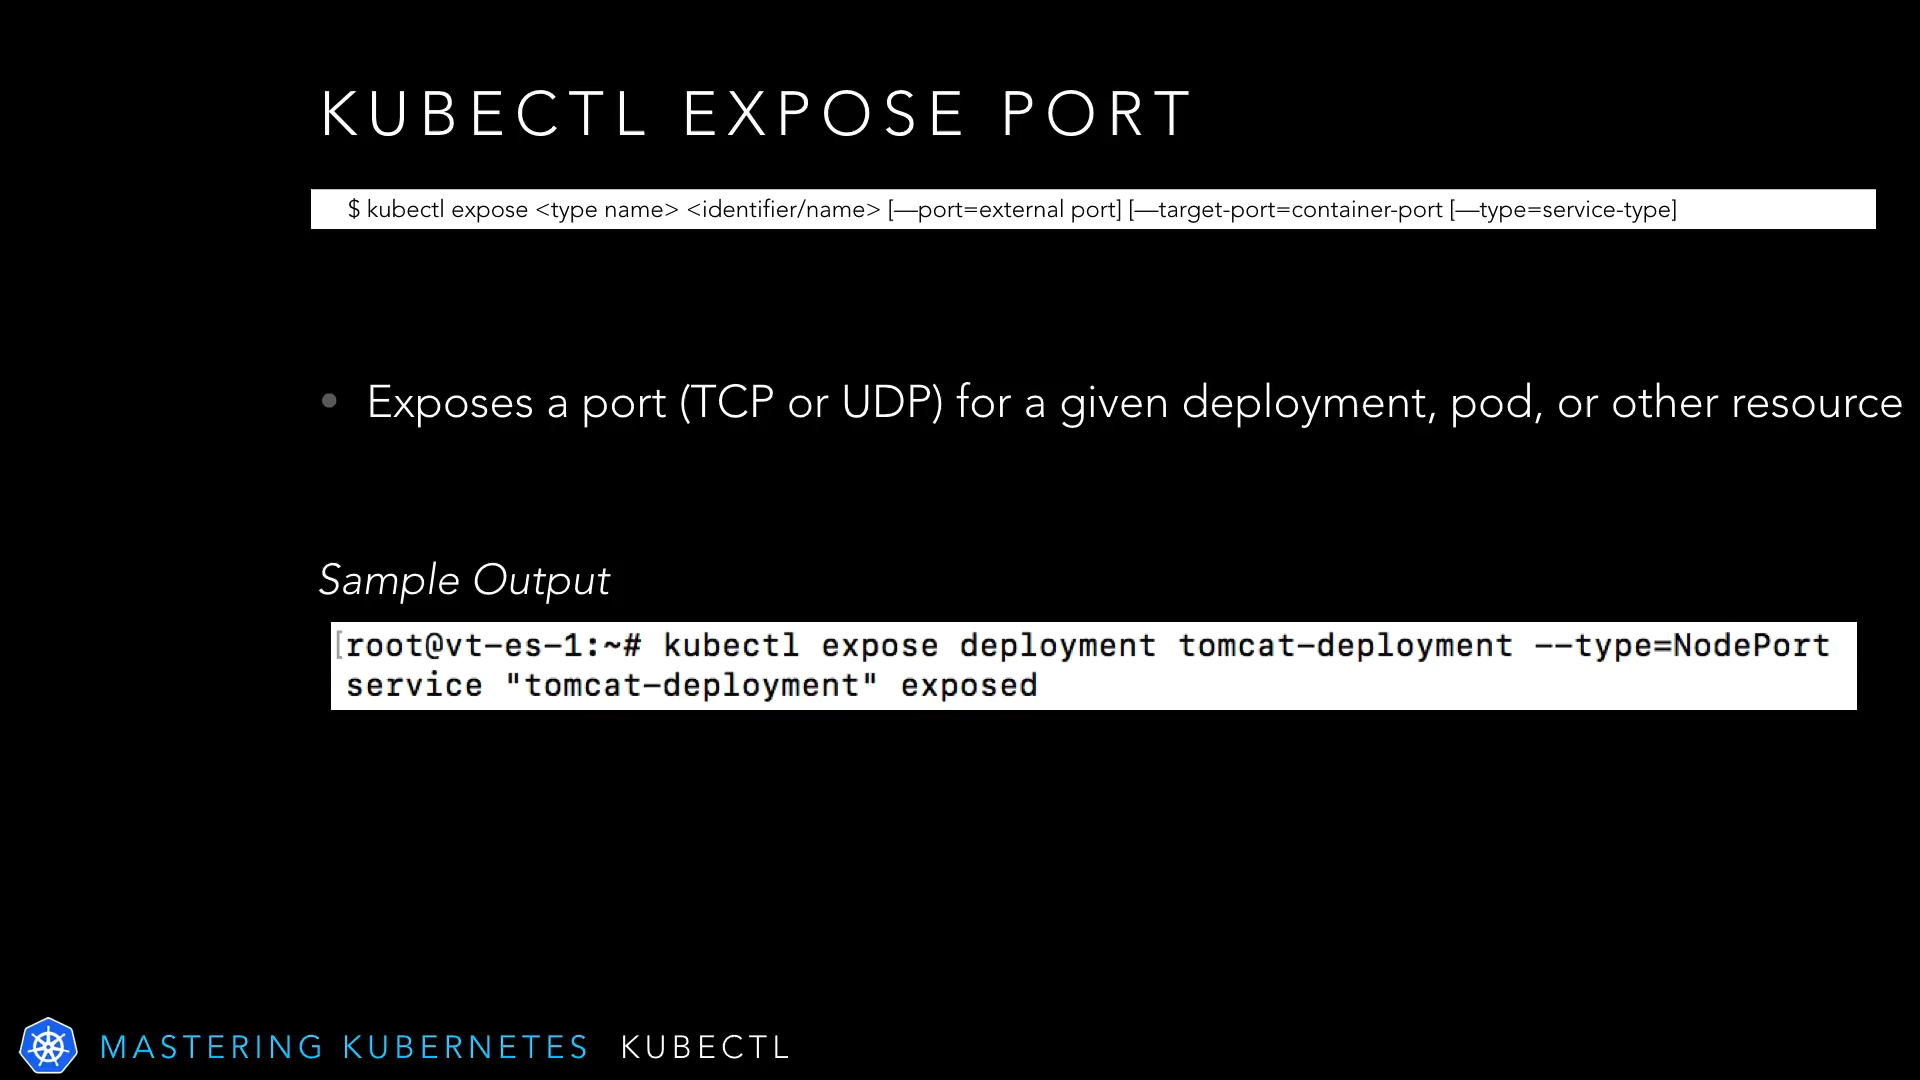 KUBECTL EXPOSE PORT
$ kubectl expose <type name> <identifier/name> [—port=external port] [—target-port=container-port [—type=service-type]
• Exposes a port (TCP or UDP) for a given deployment, pod, or other resource
Sample Output
[root@vt-es-1:~# kubectl expose deployment tomcat-deployment --type=NodePort
service "tomcat-deployment" exposed
MASTERING KUBERNETES KUBECTL